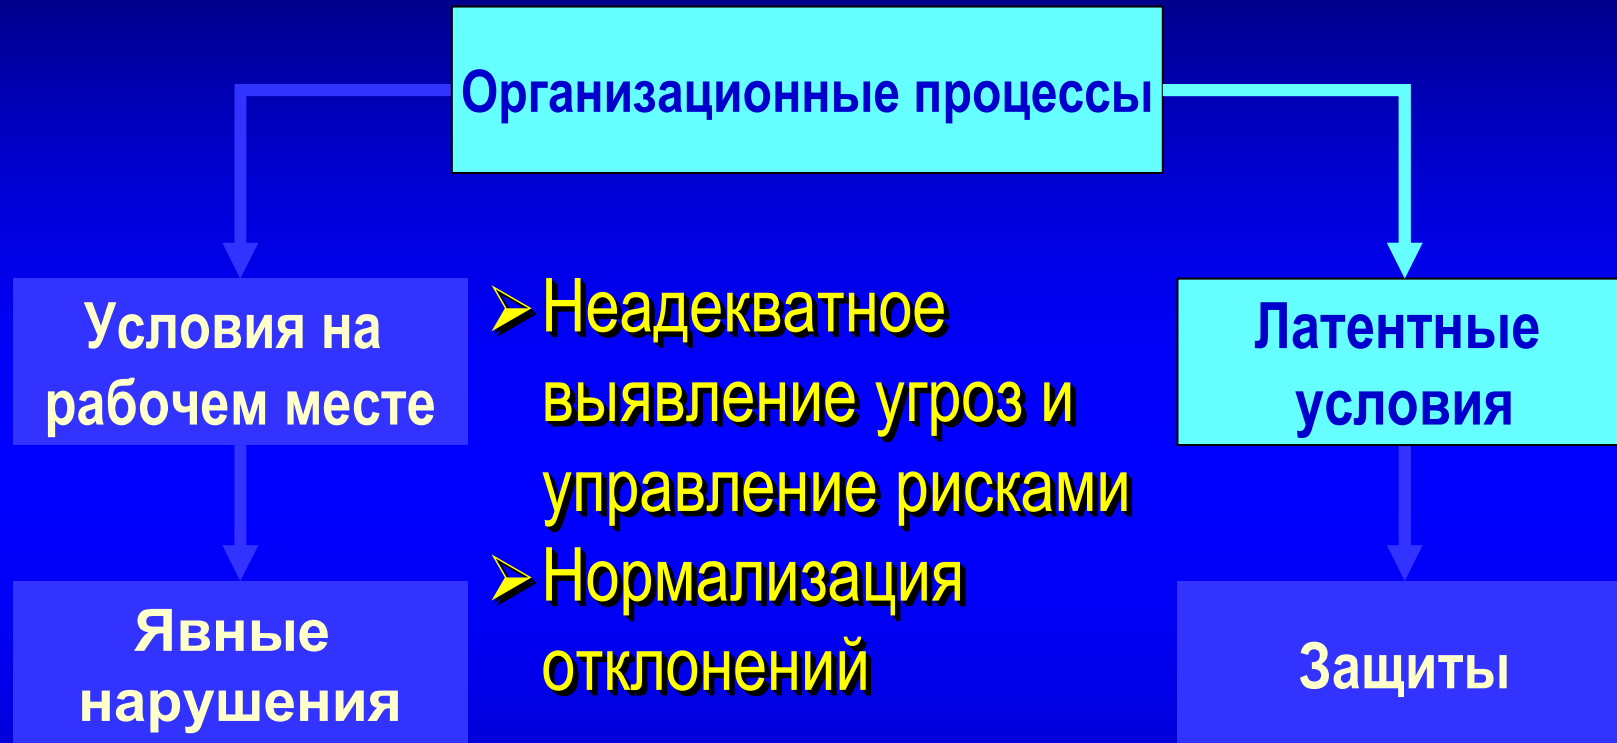 Организационные процессы
Условия на
рабочем месте
Неадекватное
выявление угроз и
управление рисками
Нормализация
отклонений
Латентные
условия
Явные
нарушения
Защиты